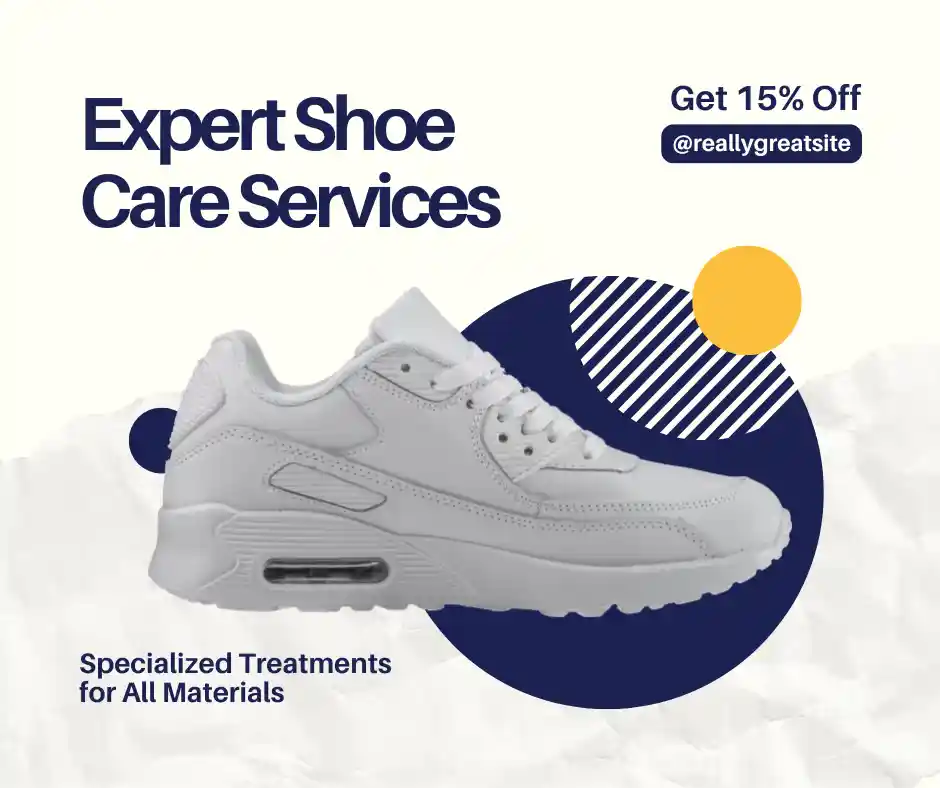 Expert Shoe
Care Services
Get 15% Off
@reallygreatsite
Specialized Treatments
for All Materials